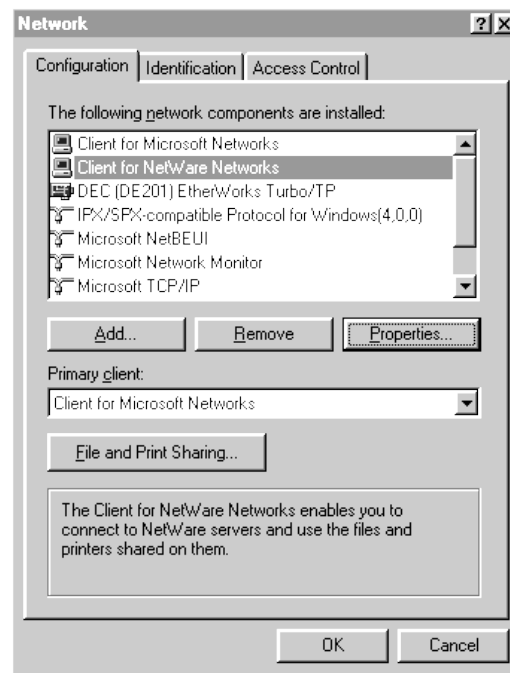 Network
Configuration Identification Access Control
The following network components are installed:
Client for Microsoft Networks
Client for NetWare Networks
DEC (DE201) EtherWorks Turbo/TP
IPX/SPX-compatible Protocol for Windows(4,0,0)
Microsoft NetBEUI
Microsoft Network Monitor
Microsoft TCP/IP
Add... Remove Properties...
Primary client:
Client for Microsoft Networks
File and Print Sharing...
The Client for NetWare Networks enables you to
connect to NetWare servers and use the files and
printers shared on them.
OK Cancel